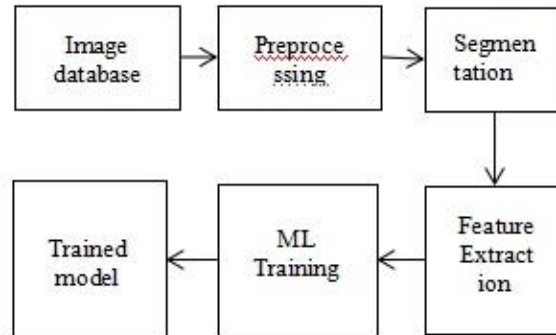 Image
database
Preproce
ssing
Segmen
tation
Feature
Extract
ion
ML
Training
Trained
model